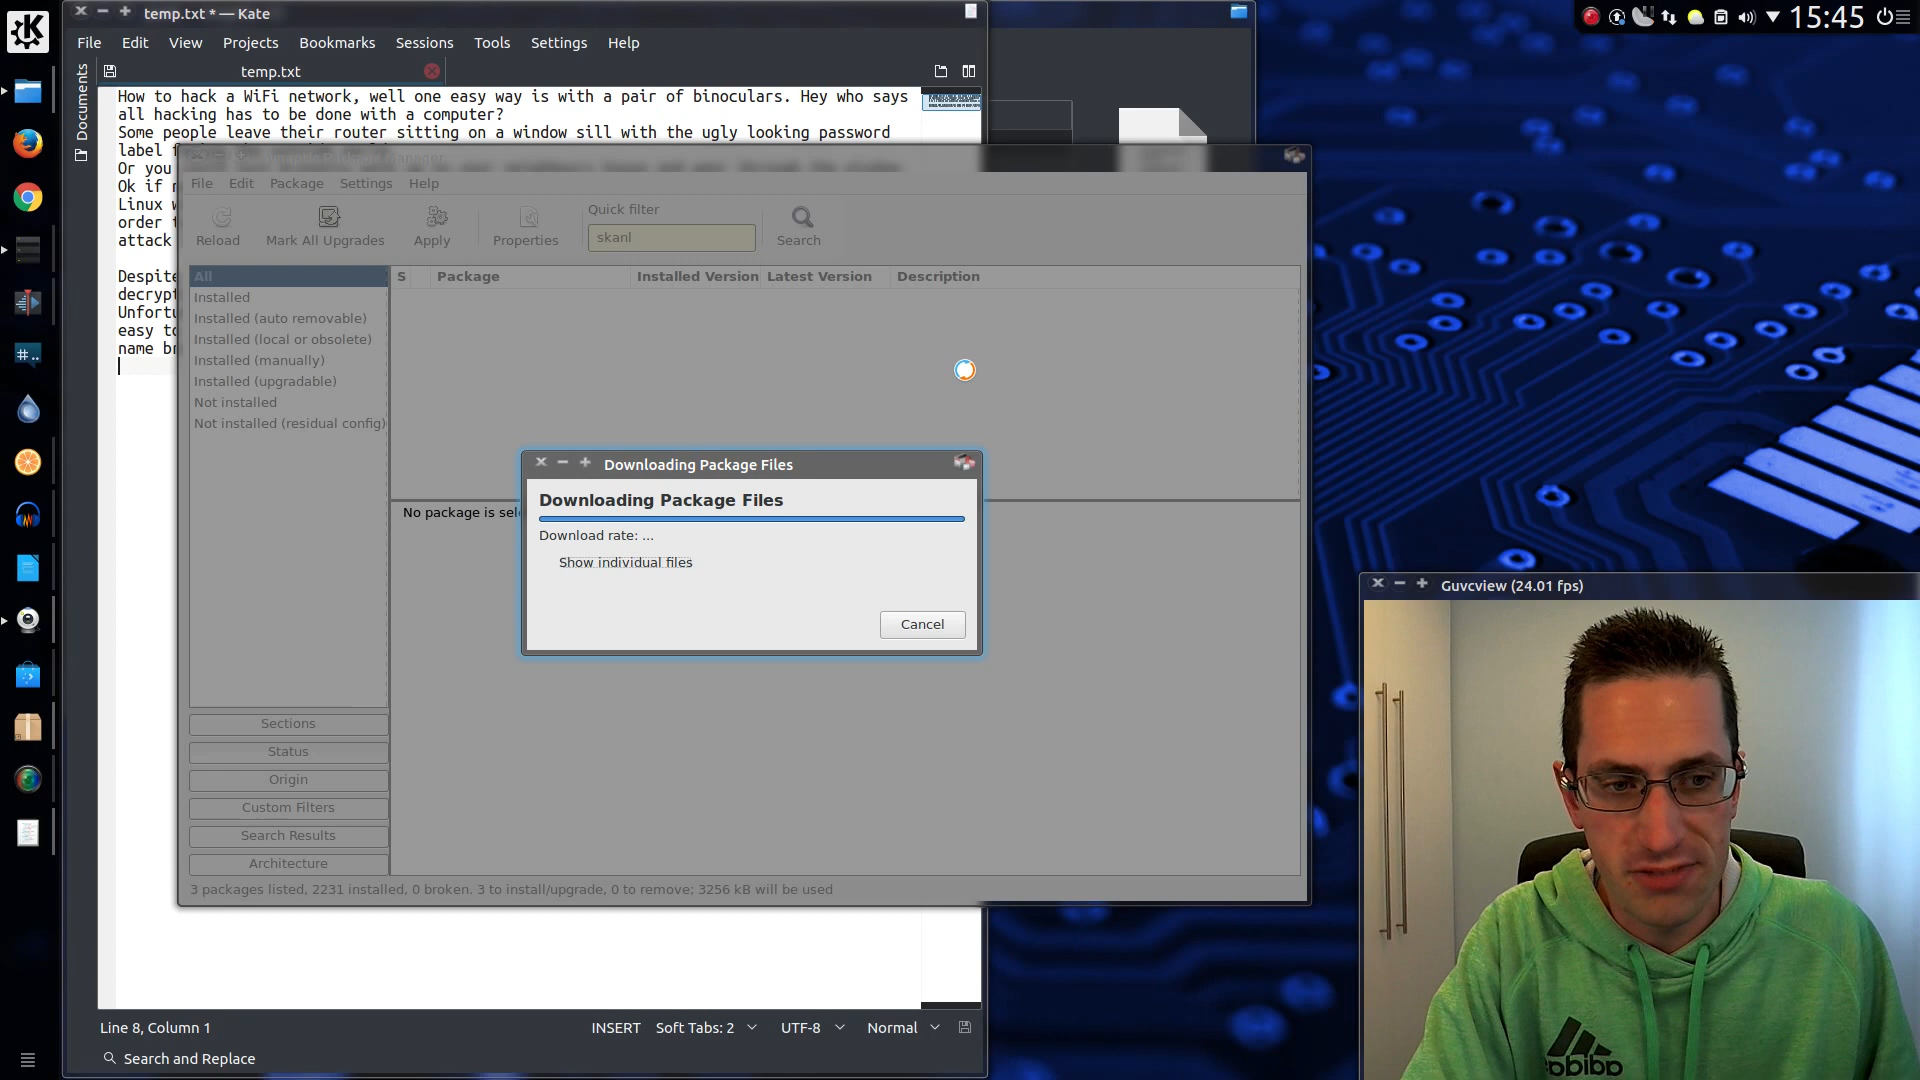 temp.txt * — Kate
15:45
File Edit View Projects Bookmarks Sessions Tools Settings Help
Documents
temp.txt
How to hack a WiFi network, well one easy way is with a pair of binoculars. Hey who says
all hacking has to be done with a computer?
Some people leave their router sitting on a window sill with the ugly looking password
label
Or you
Ok if
Linux
order
attack
Despite
decrypt
Unfortu
easy to
name br
File Edit Package Settings Help
Reload Mark All Upgrades Apply Properties
Quick filter
skanl
Search
All
Installed
Installed (auto removable)
Installed (local or obsolete)
Installed (manually)
Installed (upgradable)
Not installed
Not installed (residual config)
S Package Installed Version Latest Version Description
No package is sel
Downloading Package Files
Downloading Package Files
Download rate: ...
Show individual files
Cancel
Sections
Status
Origin
Custom Filters
Search Results
Architecture
3 packages listed, 2231 installed, 0 broken. 3 to install/upgrade, 0 to remove; 3256 kB will be used
Guvcview (24.01 fps)
adidas
Line 8, Column 1 INSERT Soft Tabs: 2 UTF-8 Normal
Search and Replace